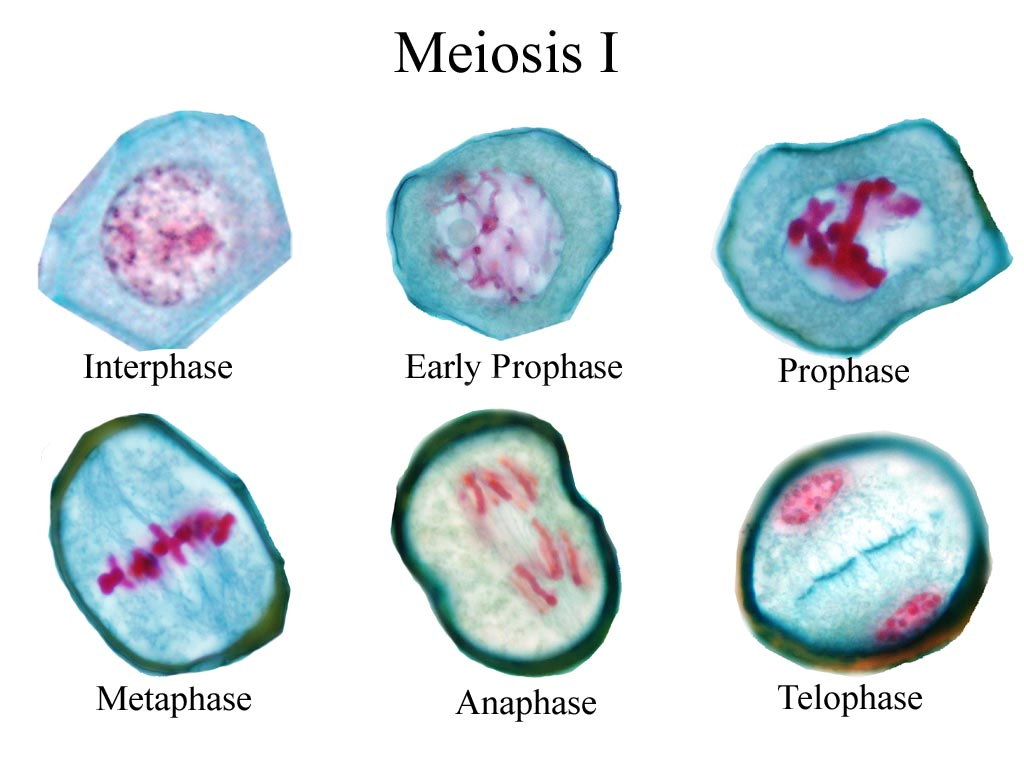 Meiosis I
Interphase
Early Prophase
Prophase
Metaphase
Anaphase
Telophase